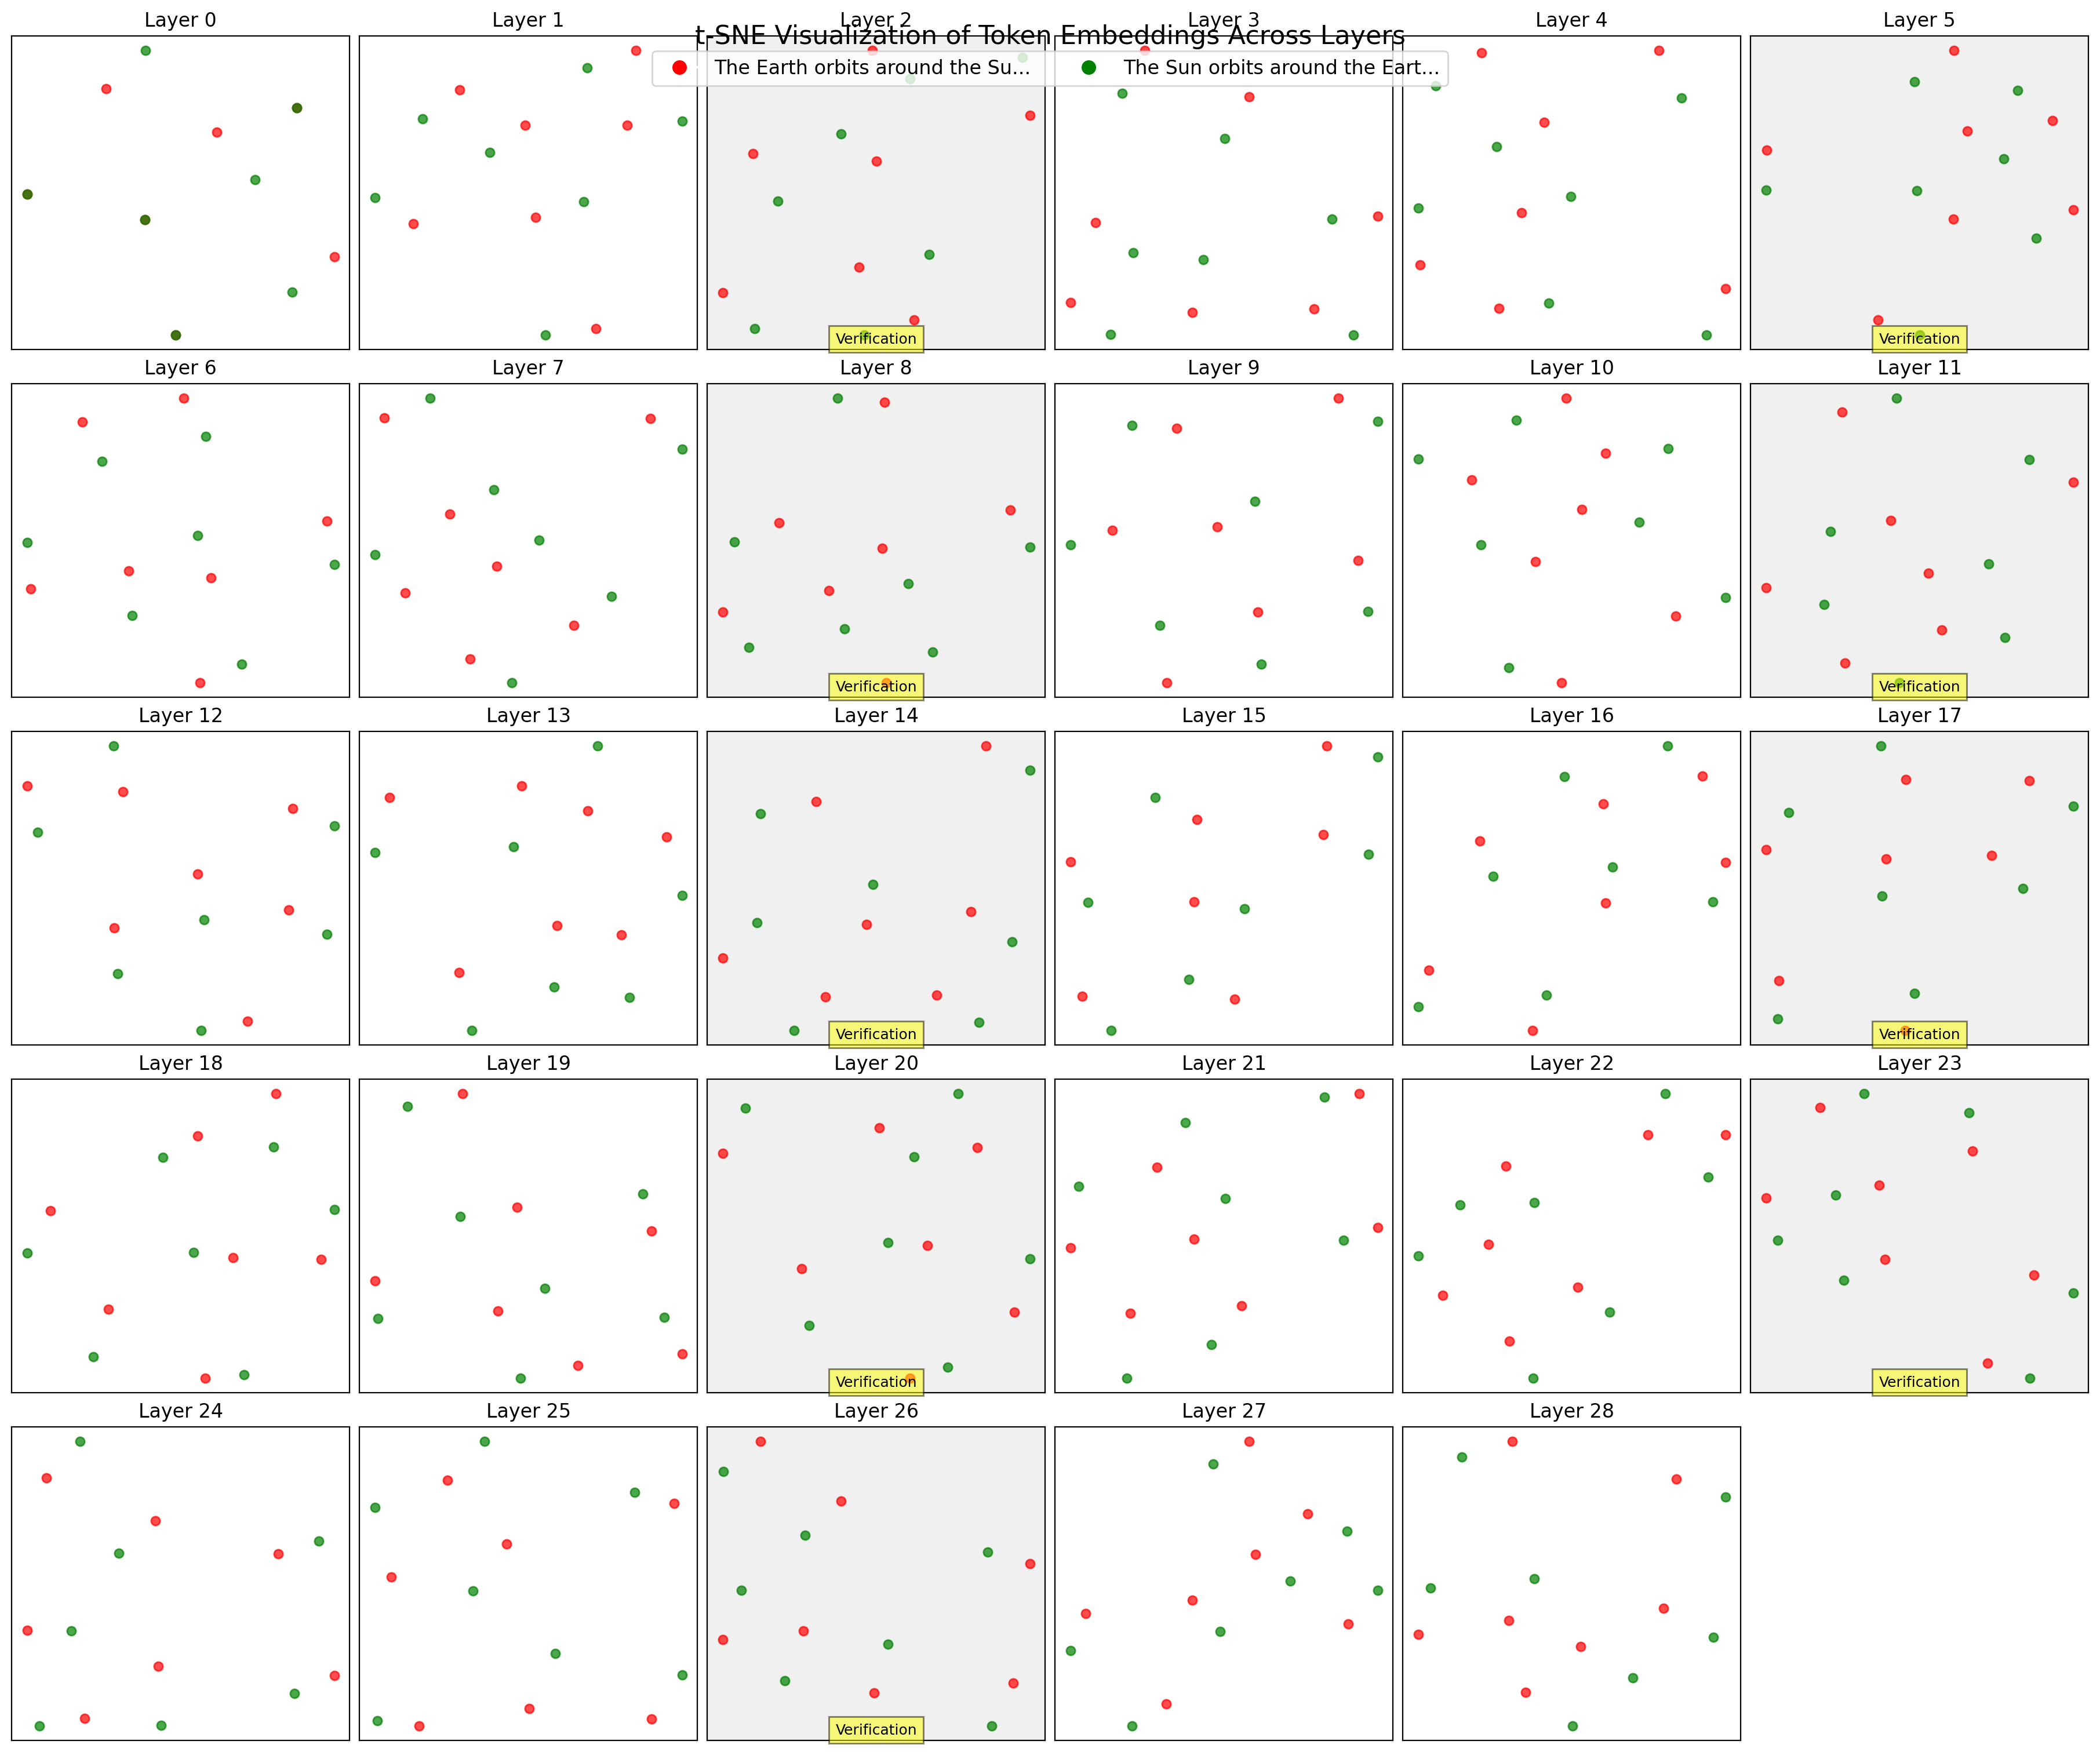 Layer 0
Layer 1
Layer 2
Layer 3
Layer 4
Layer 5
t-SNE Visualization of Token Embeddings Across Layers
The Earth orbits around the Su...
The Sun orbits around the Eart...
Verification
Verification
Layer 6
Layer 7
Layer 8
Layer 9
Layer 10
Layer 11
Verification
Verification
Layer 12
Layer 13
Layer 14
Layer 15
Layer 16
Layer 17
Verification
Verification
Layer 18
Layer 19
Layer 20
Layer 21
Layer 22
Layer 23
Verification
Verification
Layer 24
Layer 25
Layer 26
Layer 27
Layer 28
Verification